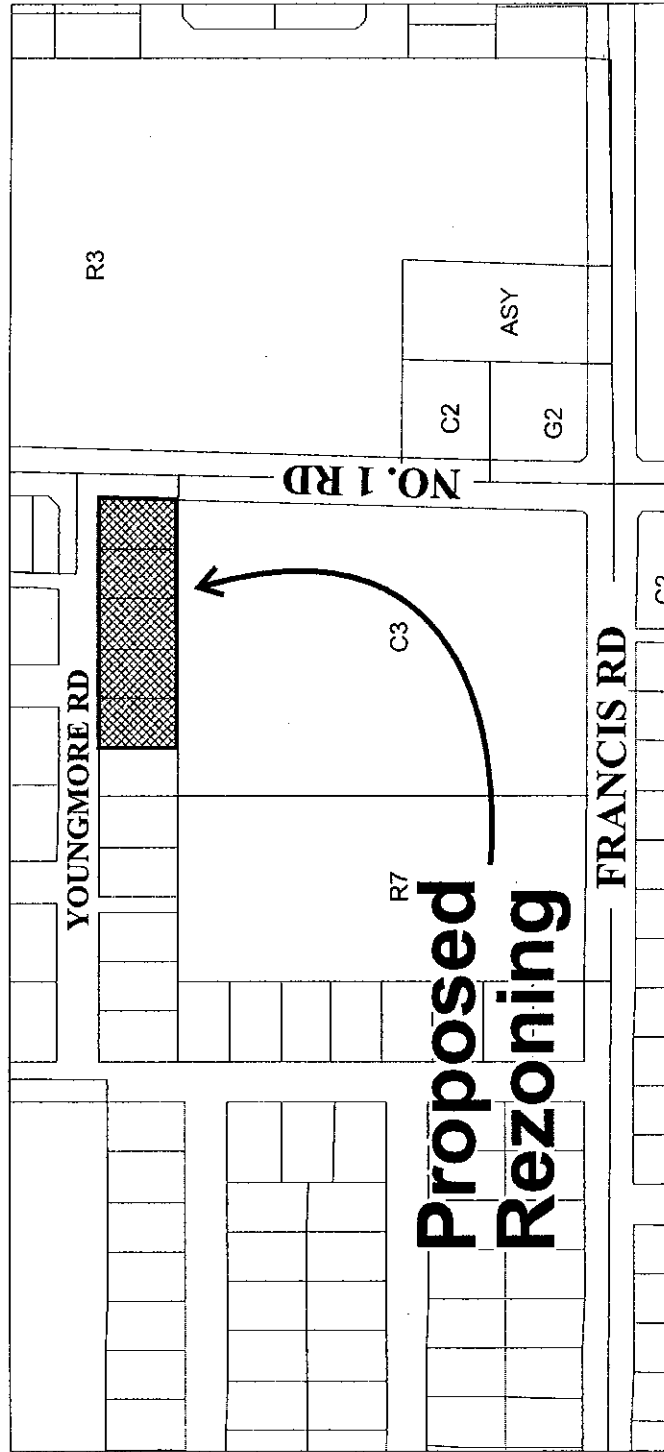 YOUNGMORE RD
R3
NO. 1 RD
R7
C3
C2
ASY
Proposed
Rezoning
G2
FRANCIS RD